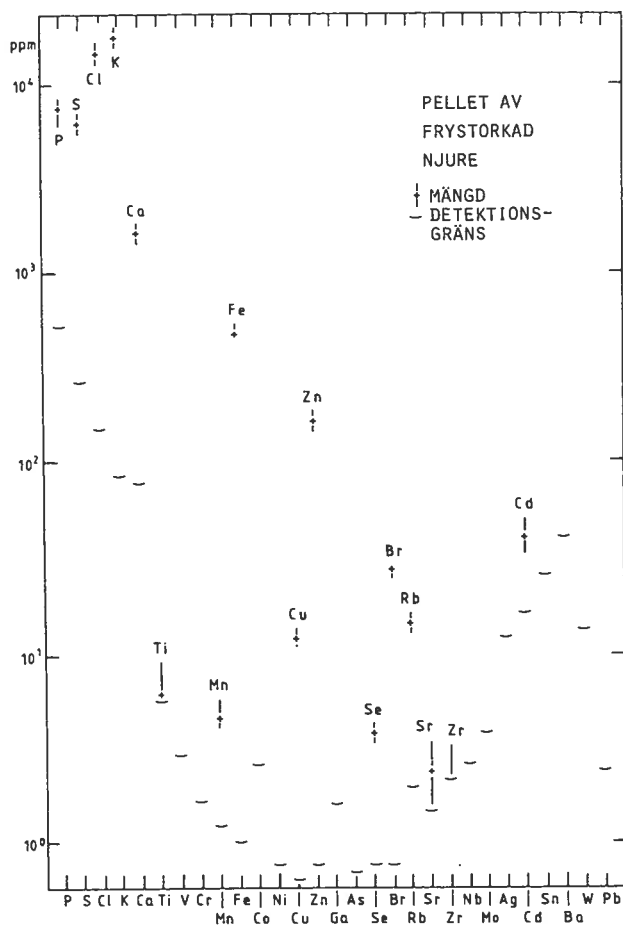 ppm
10⁴
10³
10²
10¹
10⁰
P
S
Cl
K
Ca
Fe
Zn
Ti
Mn
Cu
Se
Br
Rb
Sr
Zr
Cd
PELLET AV
FRYSTORKAD
NJURE
MÄNGD
DETEKTIONS-
GRÄNS
P S Cl K Ca Ti V Cr Fe Ni Zn As Br Sr Nb Ag Sn W Pb
Mn Co Cu Ga Se Rb Zr Mo Cd Ba